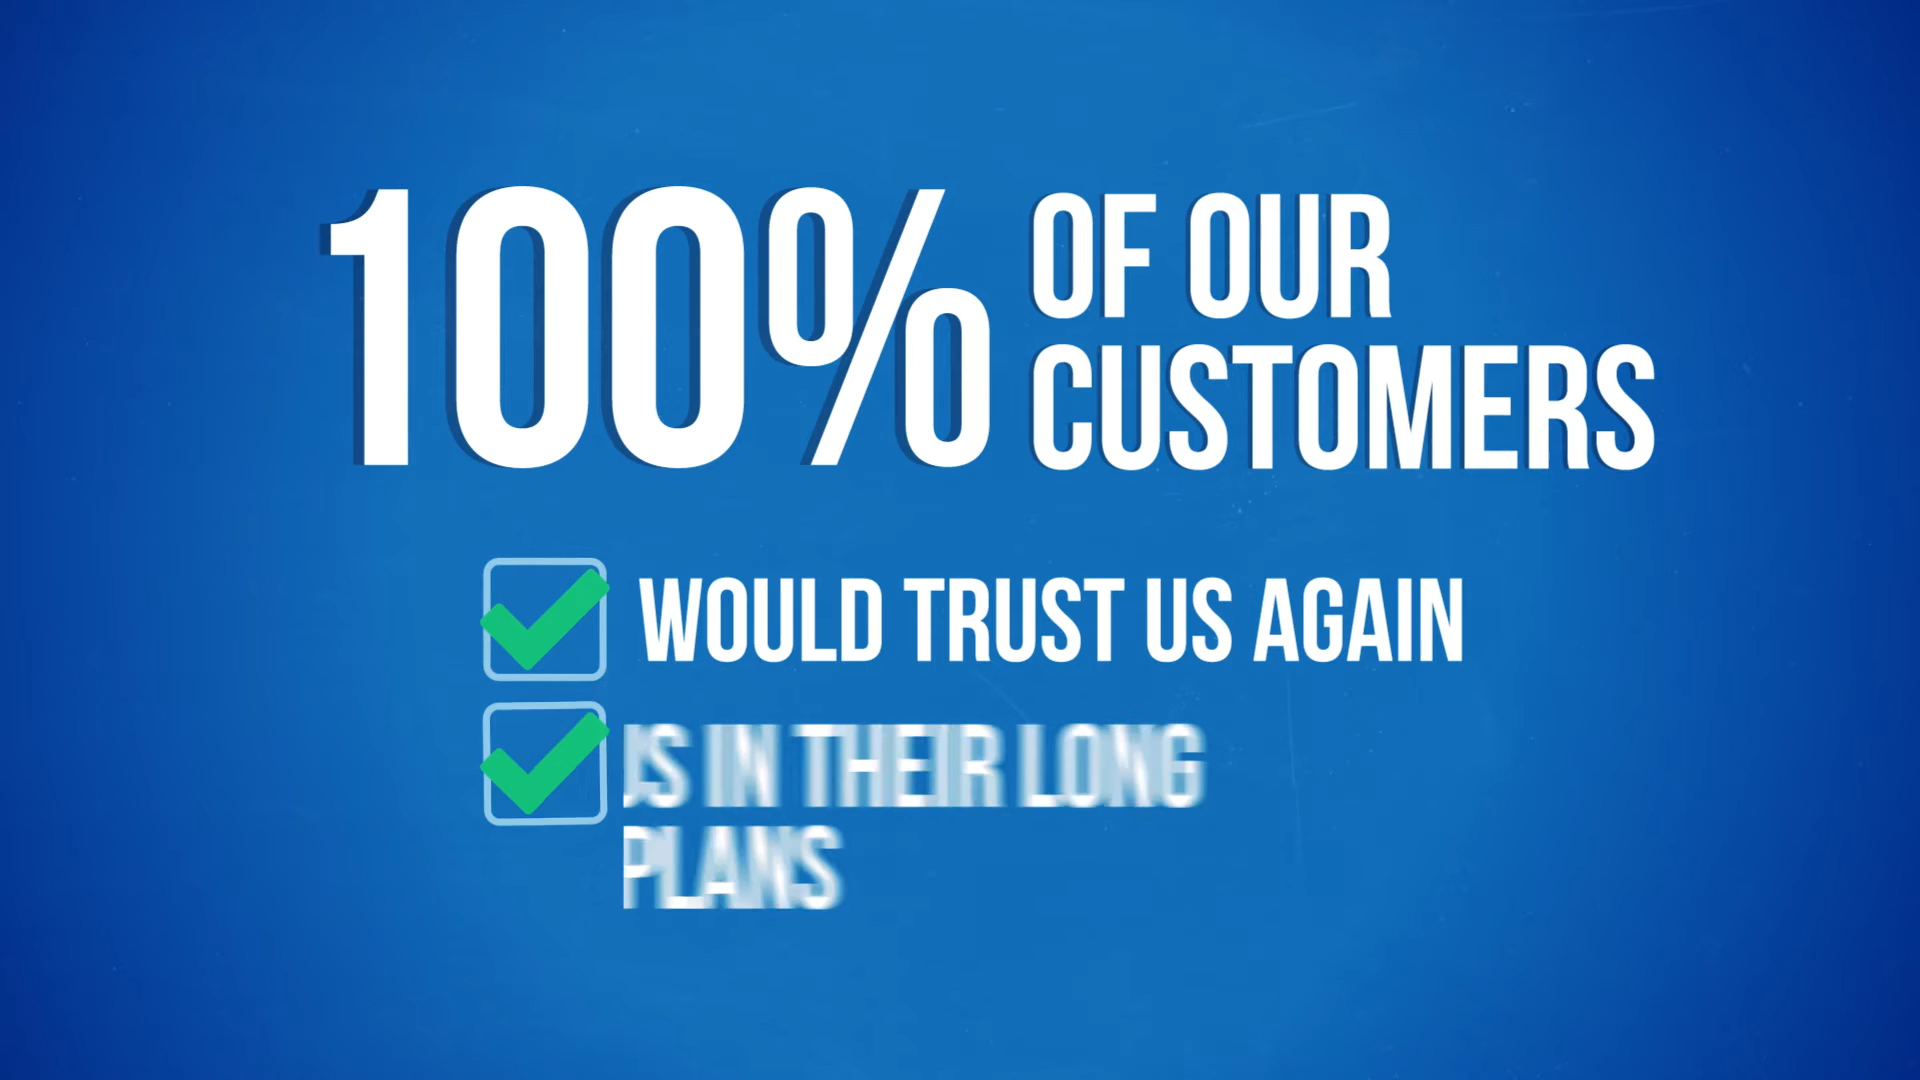 100% OF OUR
CUSTOMERS
WOULD TRUST US AGAIN
IN THEIR LONG
PLANS